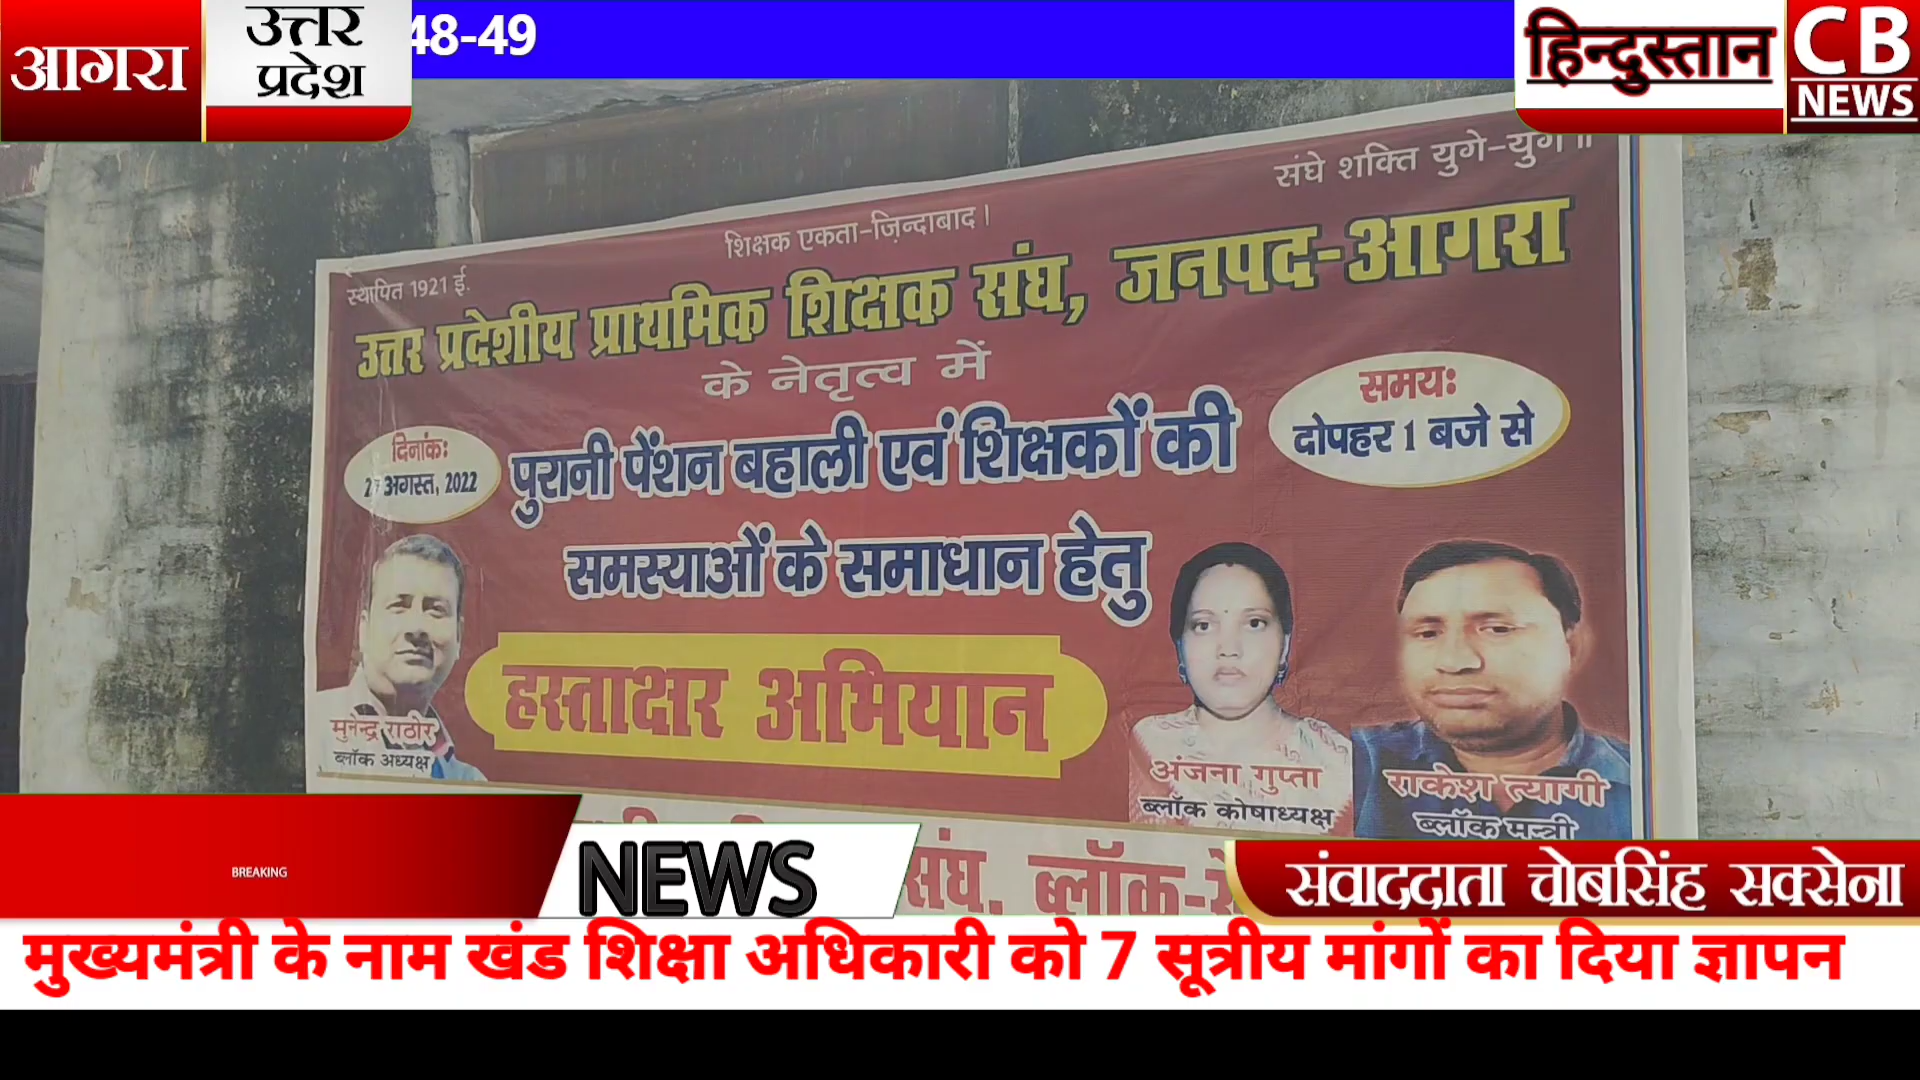 आगरा
उत्तर
प्रदेश
48-49
हिन्दुस्तान
CB
NEWS
संघे शक्ति युगे-युगे॥
शिक्षक एकता-ज़िन्दाबाद।
स्थापित 1921 ई.
उत्तर प्रदेशीय प्राथमिक शिक्षक संघ, जनपद-आगरा
के नेतृत्व में
समय:
दोपहर 1 बजे से
दिनांक:
अगस्त, 2022
पुरानी पेंशन बहाली एवं शिक्षकों की
समस्याओं के समाधान हेतु
हस्ताक्षर अभियान
मुनेन्द्र राठौर
ब्लॉक अध्यक्ष
अंजना गुप्ता
ब्लॉक कोषाध्यक्ष
राकेश त्यागी
ब्लॉक मन्त्री
संघ, ब्लॉक-
BREAKING
NEWS
संवाददाता चोबसिंह सक्सेना
मुख्यमंत्री के नाम खंड शिक्षा अधिकारी को 7 सूत्रीय मांगों का दिया ज्ञापन